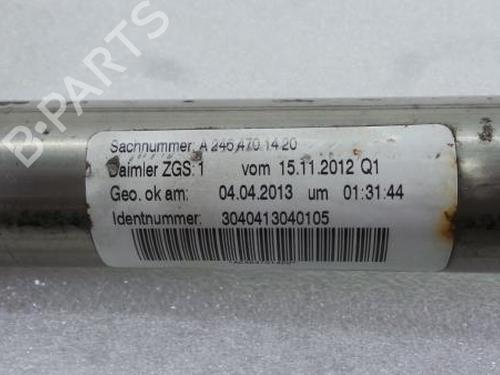 B-PARTS
Sachnummer: A 246 470 14 20
Daimler ZGS: 1 vom 15.11.2012 Q1
Geo. ok am: 04.04.2013 um 01:31:44
Identnummer: 3040413040105